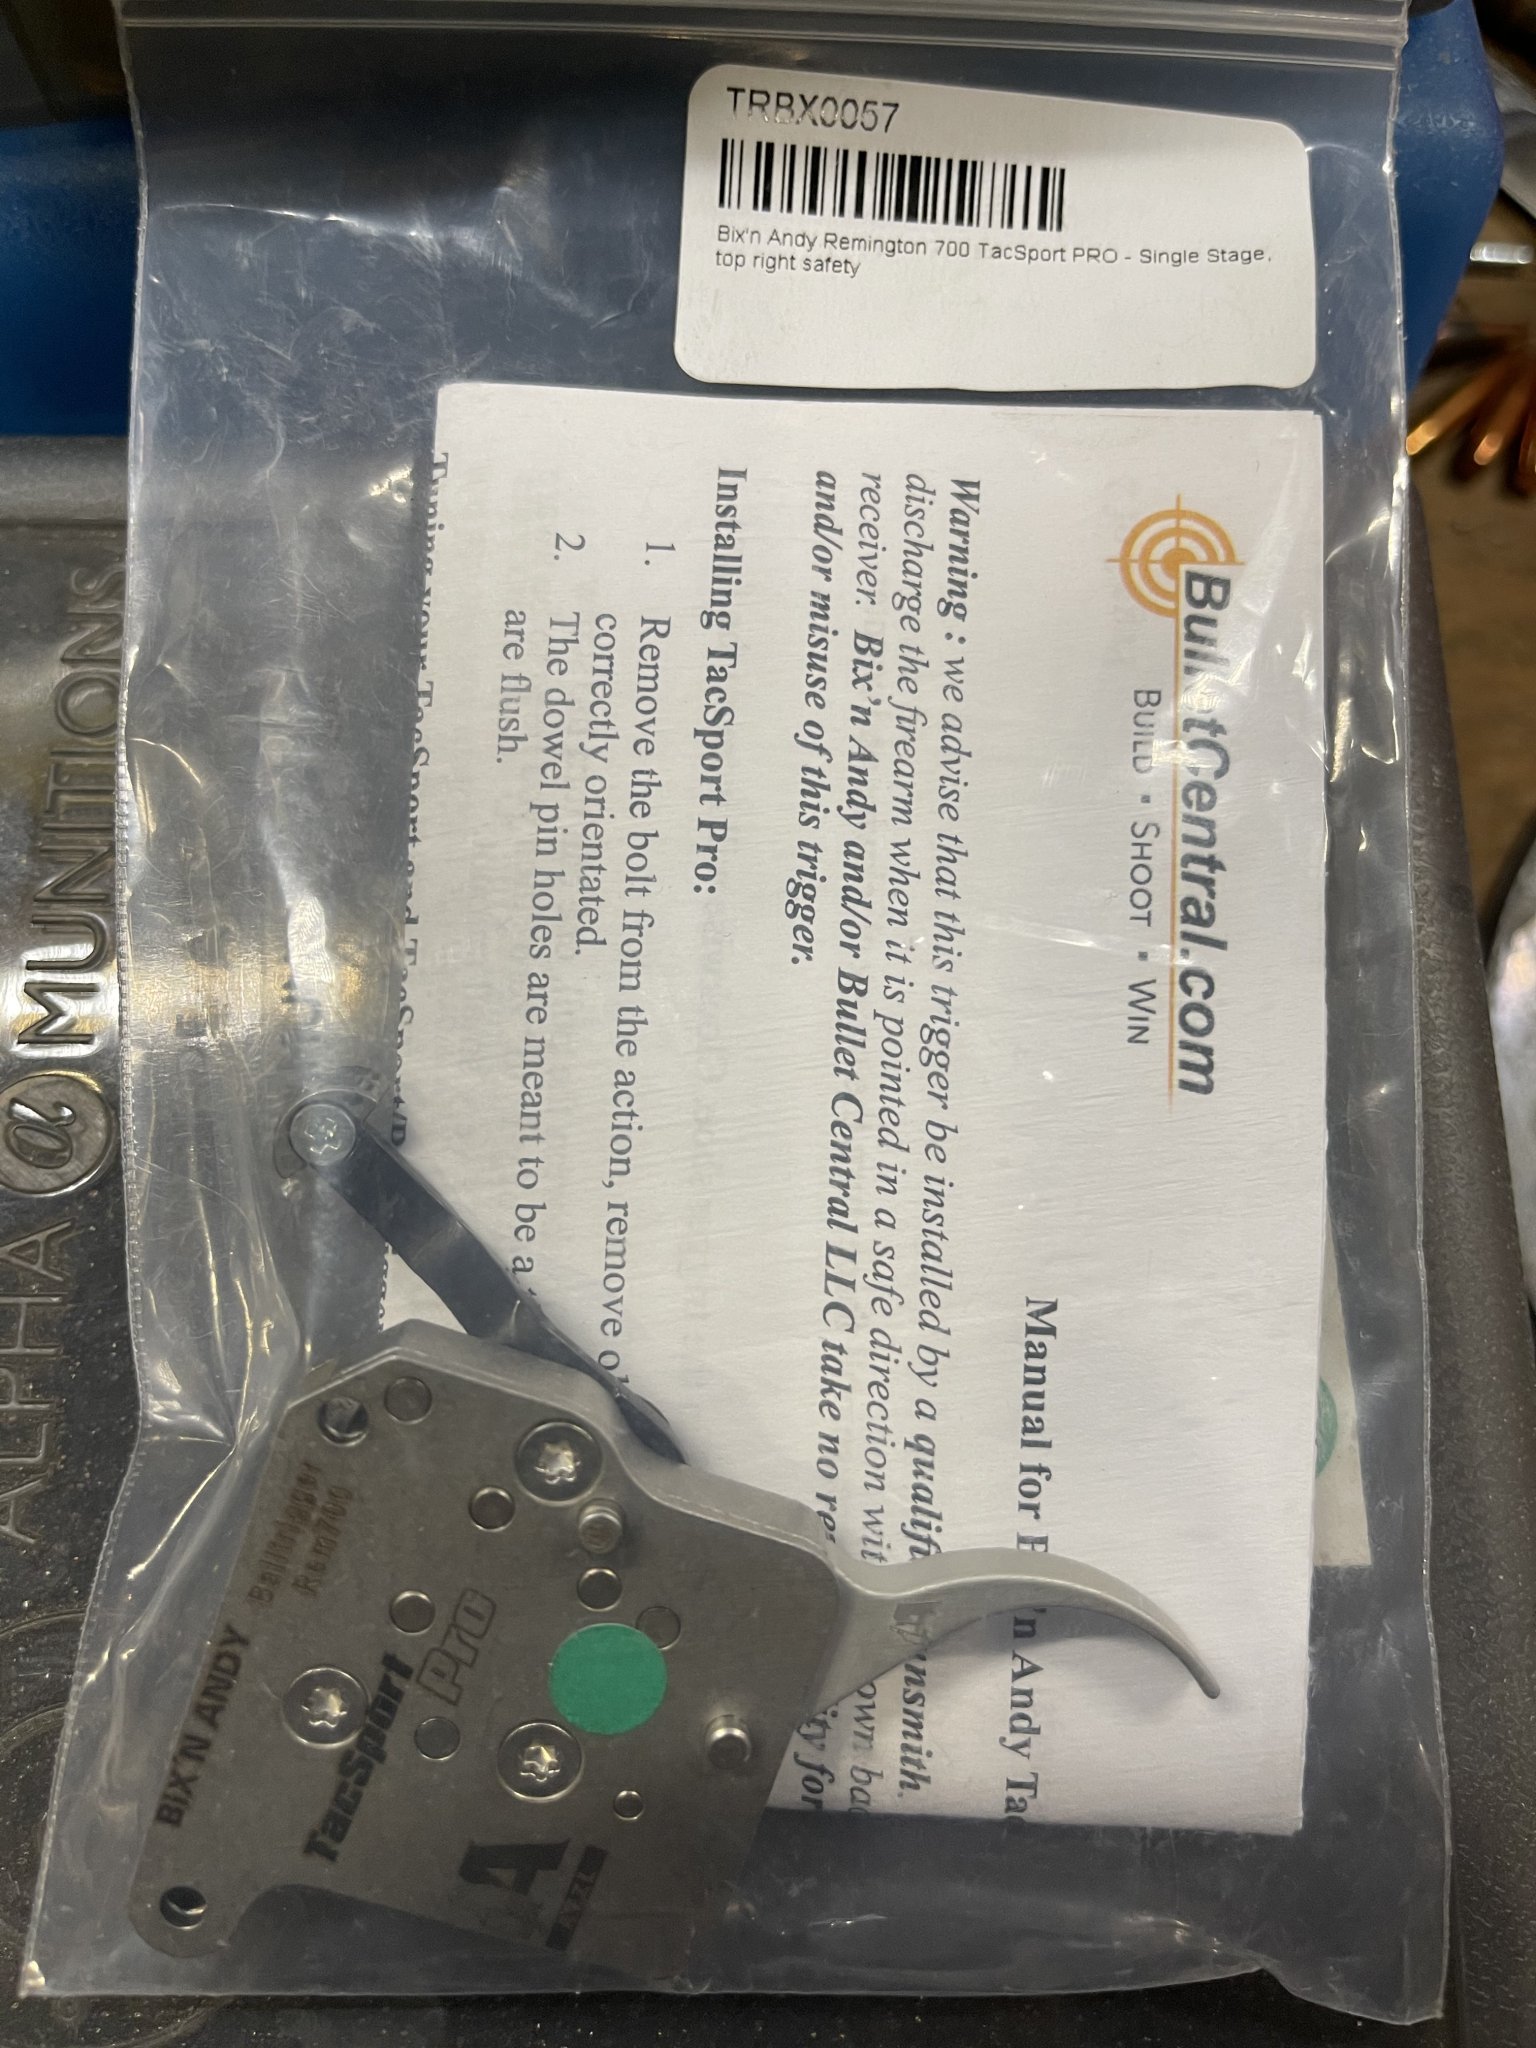 TRBX0057
Bix'n Andy Remington 700 TacSport PRO - Single Stage,
top right safety
BulletCentral.com
BUILD ▪ SHOOT ▪ WIN
Manual for 'n Andy
Warning : we advise that this trigger be installed by a
discharge the firearm when it is pointed in a safe direction
receiver. Bix'n Andy and/or Bullet Central LLC take no
and/or misuse of this trigger.
Installing TacSport Pro:
1. Remove the bolt from the action, remove
correctly orientated.
2. The dowel pin holes are meant to be a
are flush.
Tuning your TacSport and
BIX'N ANDY
TacSport
Pro
ALPHA MUNITIONS